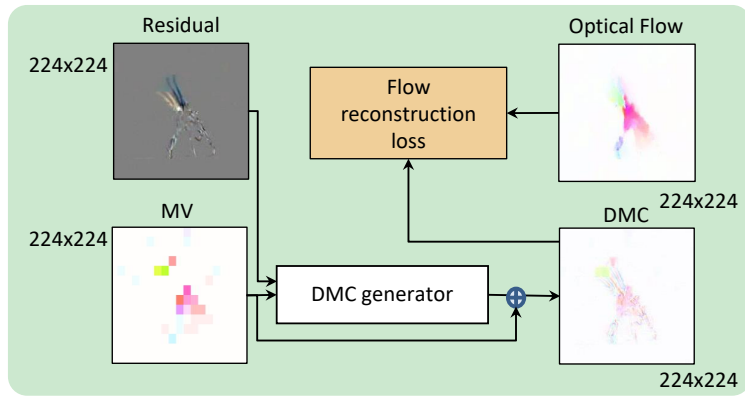 Residual
Optical Flow
224x224
Flow
reconstruction
loss
MV
224x224
DMC
224x224
DMC generator
224x224